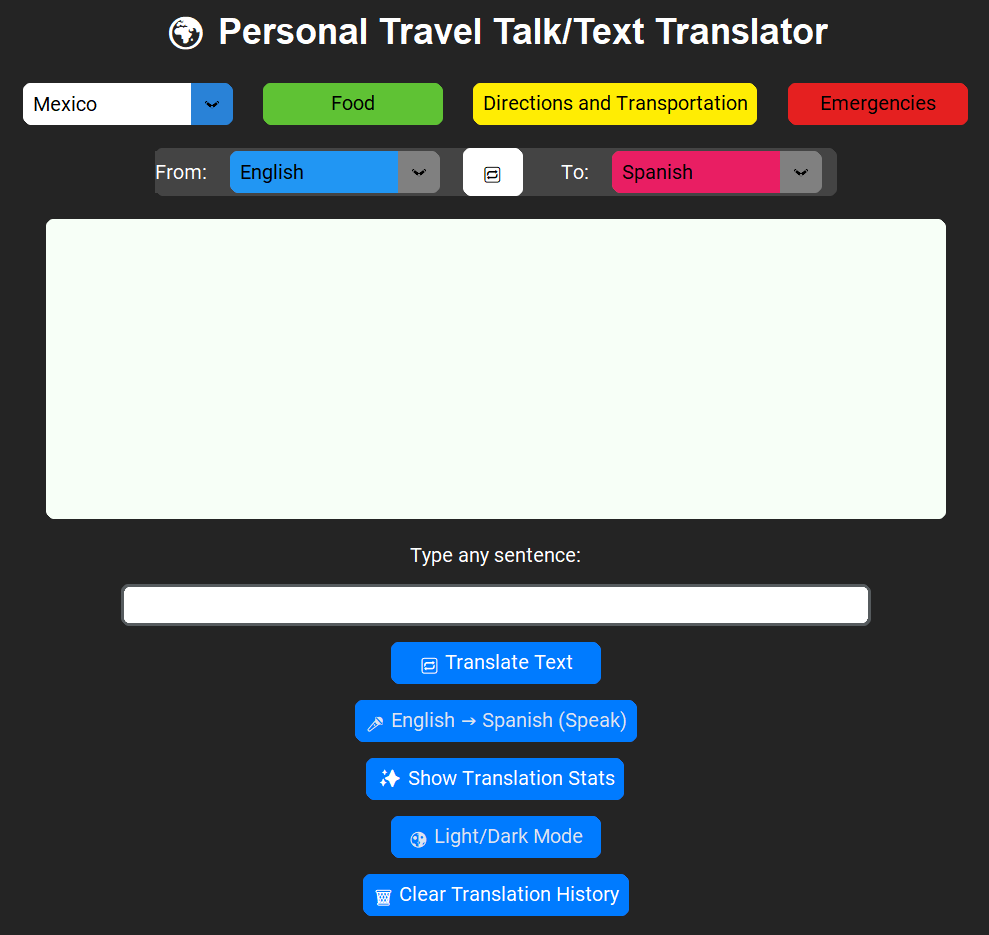 🌍 Personal Travel Talk/Text Translator
Mexico Food Directions and Transportation Emergencies
From: English 🔁 To: Spanish
Type any sentence:
🔁 Translate Text
🎤 English → Spanish (Speak)
✨ Show Translation Stats
🌗 Light/Dark Mode
🗑 Clear Translation History